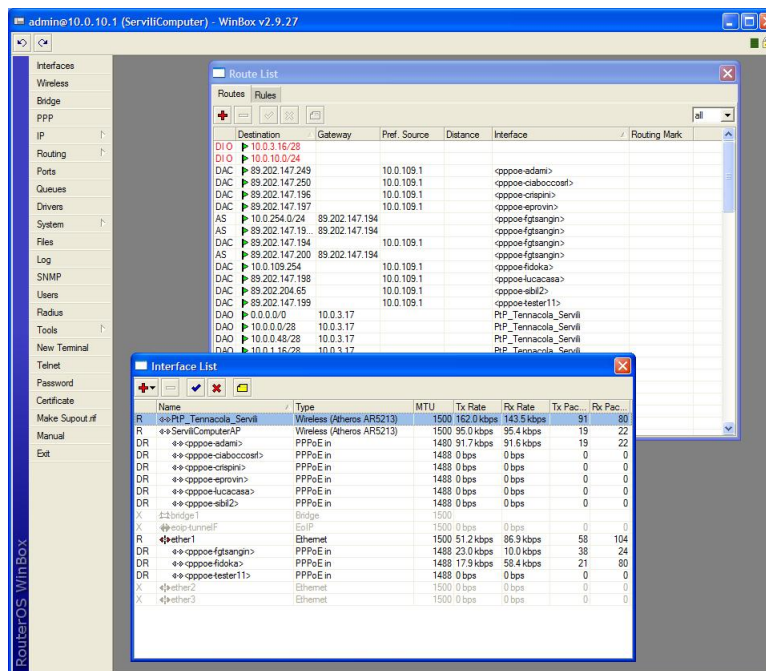 admin@10.0.10.1 (ServiliComputer) - WinBox v2.9.27
Interfaces
Wireless
Bridge
PPP
IP
Routing
Ports
Queues
Drivers
System
Files
Log
SNMP
Users
Radius
Tools
New Terminal
Telnet
Password
Certificate
Make Supout.rif
Manual
Exit
RouterOS WinBox
Route List
Routes Rules
all
Destination Gateway Pref. Source Distance Interface Routing Mark
DIO 10.0.3.16/28
DIO 10.0.10.0/24
DAC 89.202.147.249 10.0.109.1 <pppoe-adami>
DAC 89.202.147.250 10.0.109.1 <pppoe-ciaboccosrl>
DAC 89.202.147.196 10.0.109.1 <pppoe-crispini>
DAC 89.202.147.197 10.0.109.1 <pppoe-eprovin>
AS 10.0.254.0/24 89.202.147.194 <pppoe-fgtsangin>
AS 89.202.147.19... 89.202.147.194 <pppoe-fgtsangin>
DAC 89.202.147.194 10.0.109.1 <pppoe-fgtsangin>
AS 89.202.147.200 89.202.147.194 <pppoe-fgtsangin>
DAC 10.0.109.254 10.0.109.1 <pppoe-fidoka>
DAC 89.202.147.198 10.0.109.1 <pppoe-lucacasa>
DAC 89.202.204.65 10.0.109.1 <pppoe-sibil2>
DAC 89.202.147.199 10.0.109.1 <pppoe-tester11>
DAO 0.0.0.0/0 10.0.3.17 PtP_Tennacola_Servili
DAO 10.0.0.0/28 10.0.3.17 PtP_Tennacola_Servili
DAO 10.0.0.48/28 10.0.3.17 PtP_Tennacola_Servili
DAO 10.0.1.16/28 10.0.3.17 PtP_Tennacola_Servili
Interface List
Name Type MTU Tx Rate Rx Rate Tx Pac... Rx Pac...
R PtP_Tennacola_Servili Wireless (Atheros AR5213) 1500 162.0 kbps 143.5 kbps 91 80
R ServiliComputerAP Wireless (Atheros AR5213) 1500 95.0 kbps 95.4 kbps 19 22
DR <pppoe-adami> PPPoE in 1480 91.7 kbps 91.6 kbps 19 22
DR <pppoe-ciaboccosrl> PPPoE in 1480 0 bps 0 bps 0 0
DR <pppoe-crispini> PPPoE in 1488 0 bps 0 bps 0 0
DR <pppoe-eprovin> PPPoE in 1488 0 bps 0 bps 0 0
DR <pppoe-lucacasa> PPPoE in 1488 0 bps 0 bps 0 0
DR <pppoe-sibil2> PPPoE in 1488 0 bps 0 bps 0 0
X bridge1 Bridge 1500
X eoip-tunnelF EoIP 1500 0 bps 0 bps 0 0
R ether1 Ethernet 1500 51.2 kbps 86.9 kbps 58 104
DR <pppoe-fgtsangin> PPPoE in 1488 23.0 kbps 10.0 kbps 38 24
DR <pppoe-fidoka> PPPoE in 1488 17.9 kbps 58.4 kbps 21 80
DR <pppoe-tester11> PPPoE in 1488 0 bps 0 bps 0 0
X ether2 Ethernet 1500 0 bps 0 bps 0 0
X ether3 Ethernet 1500 0 bps 0 bps 0 0